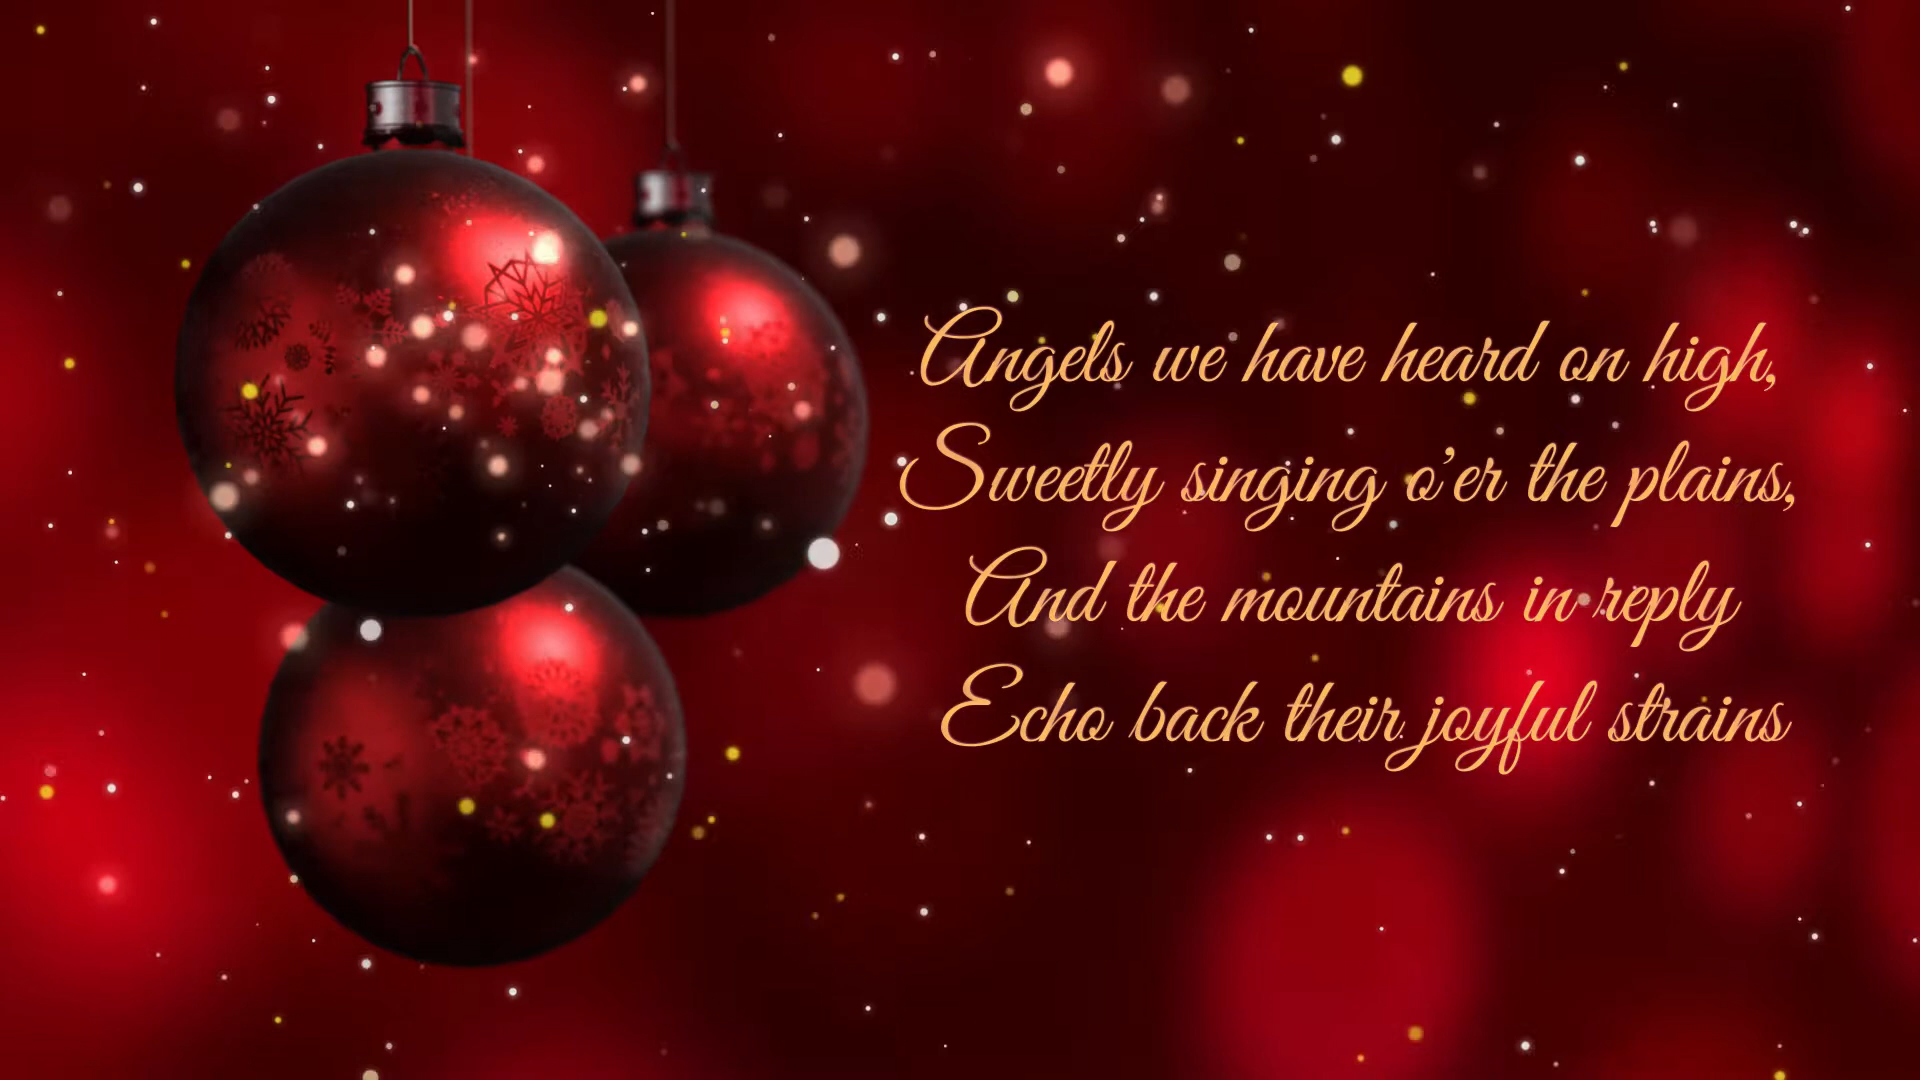 Angels we have heard on high,
Sweetly singing o'er the plains,
And the mountains in reply
Echo back their joyful strains